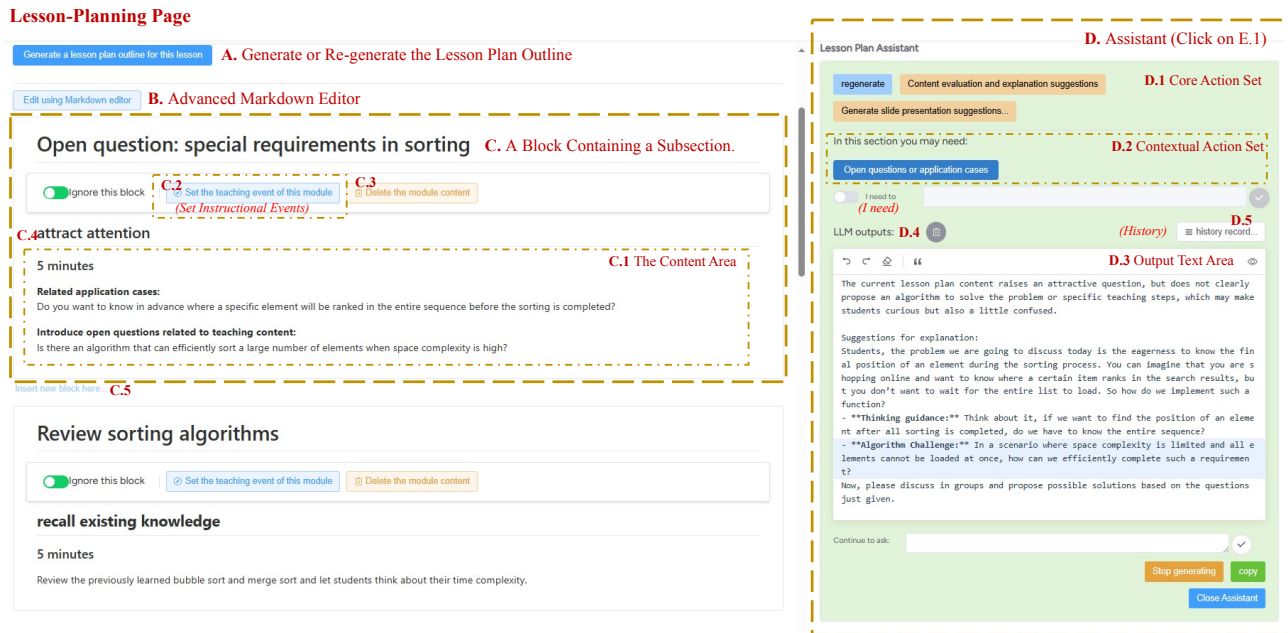 Lesson-Planning Page
Generate a lesson plan outline for this lesson
A. Generate or Re-generate the Lesson Plan Outline
Edit using Markdown editor
B. Advanced Markdown Editor
Open question: special requirements in sorting
C. A Block Containing a Subsection.
Ignore this block
C.2
Set the teaching event of this module
(Set Instructional Events)
C.3
Delete the module content
C.4
attract attention
C.1 The Content Area
5 minutes
Related application cases:
Do you want to know in advance where a specific element will be ranked in the entire sequence before the sorting is completed?
Introduce open questions related to teaching content:
Is there an algorithm that can efficiently sort a large number of elements when space complexity is high?
Insert new block here...
C.5
Review sorting algorithms
Ignore this block
Set the teaching event of this module
Delete the module content
recall existing knowledge
5 minutes
Review the previously learned bubble sort and merge sort and let students think about their time complexity.
D. Assistant (Click on E.1)
Lesson Plan Assistant
D.1 Core Action Set
regenerate
Content evaluation and explanation suggestions
Generate slide presentation suggestions...
In this section you may need:
D.2 Contextual Action Set
Open questions or application cases
I need to
(I need)
LLM outputs:
D.4
(History)
D.5
history record...
D.3 Output Text Area
The current lesson plan content raises an attractive question, but does not clearly
propose an algorithm to solve the problem or specific teaching steps, which may make
students curious but also a little confused.
Suggestions for explanation:
Students, the problem we are going to discuss today is the eagerness to know the fin
al position of an element during the sorting process. You can imagine that you are s
hopping online and want to know where a certain item ranks in the search results, bu
t you don't want to wait for the entire list to load. So how do we implement such a
function?
- **Thinking guidance:** Think about it, if we want to find the position of an eleme
nt after all sorting is completed, do we have to know the entire sequence?
- **Algorithm Challenge:** In a scenario where space complexity is limited and all e
lements cannot be loaded at once, how can we efficiently complete such a requiremen
t?
Now, please discuss in groups and propose possible solutions based on the questions
just given.
Continue to ask:
Stop generating
copy
Close Assistant